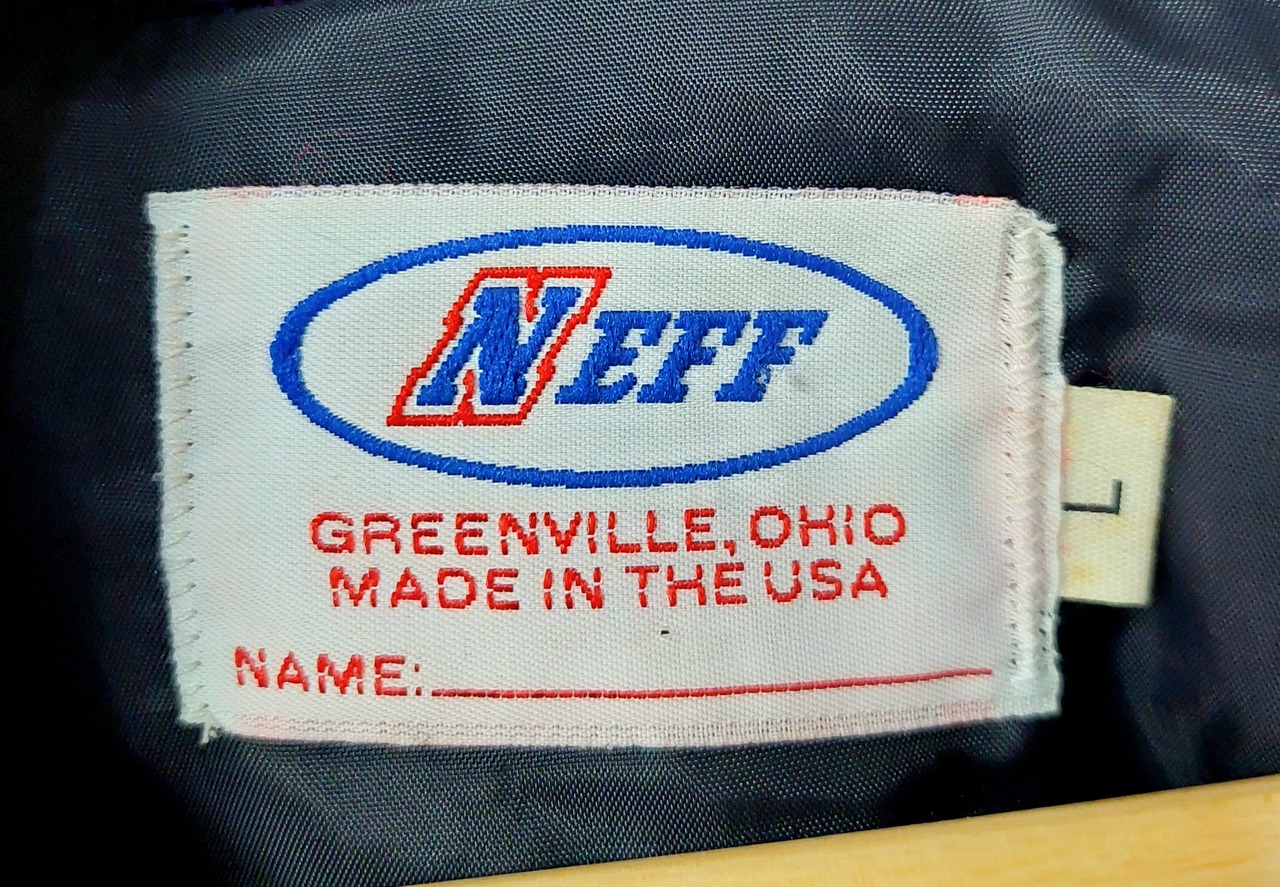 NEFF
GREENVILLE, OHIO
MADE IN THE USA
NAME:
L